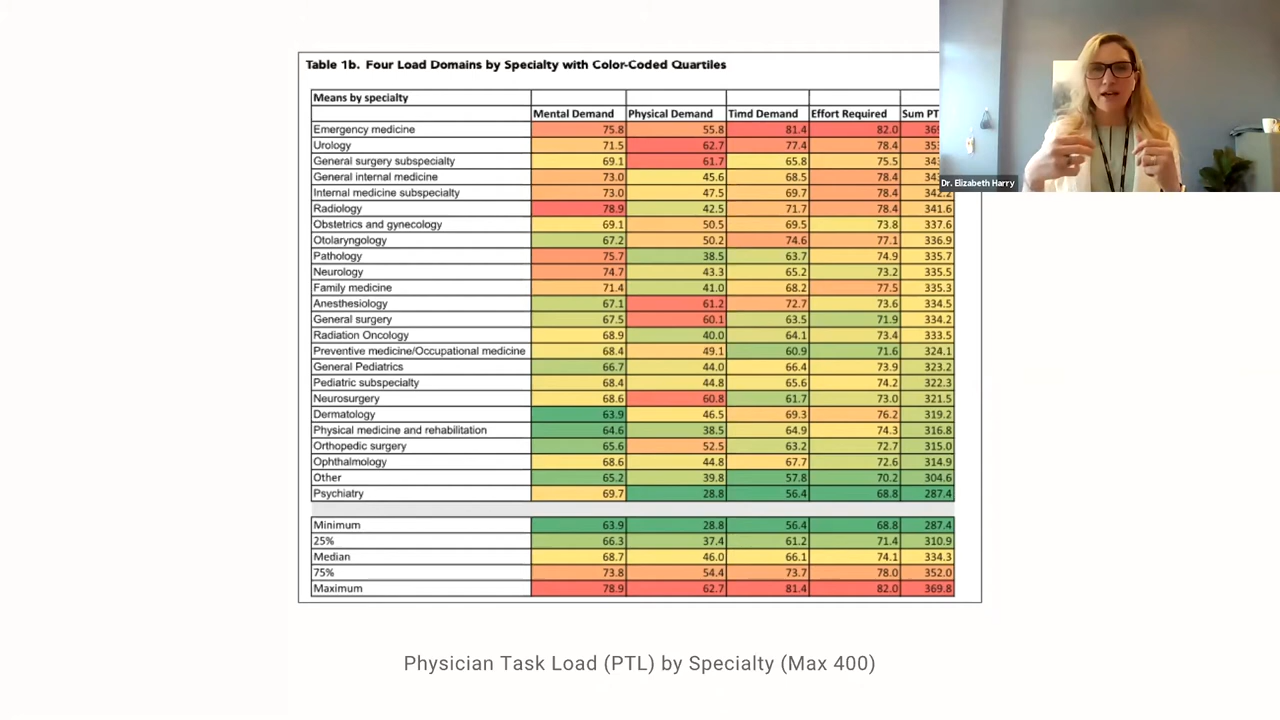 Table 1b. Four Load Domains by Specialty with Color-Coded Quartiles
Means by specialty
Mental Demand Physical Demand Timd Demand Effort Required Sum PT
Emergency medicine 75.8 55.8 81.4 82.0 369
Urology 71.5 62.7 77.4 78.4
General surgery subspecialty 69.1 61.7 65.8 75.5
General internal medicine 73.0 45.6 68.5 78.4
Internal medicine subspecialty 73.0 47.5 69.7 78.4 342.2
Radiology 78.9 42.5 71.7 78.4 341.6
Obstetrics and gynecology 69.1 50.5 69.5 73.8 337.6
Otolaryngology 67.2 50.2 74.6 77.1 336.9
Pathology 75.7 38.5 63.7 74.9 335.7
Neurology 74.7 43.3 65.2 73.2 335.5
Family medicine 71.4 41.0 68.2 77.5 335.3
Anesthesiology 67.1 61.2 72.7 73.6 334.5
General surgery 67.5 60.1 63.5 71.9 334.2
Radiation Oncology 68.9 40.0 64.1 73.4 333.5
Preventive medicine/Occupational medicine 68.4 49.1 60.9 71.6 324.1
General Pediatrics 66.7 44.0 66.4 73.9 323.2
Pediatric subspecialty 68.4 44.8 65.6 74.2 322.3
Neurosurgery 68.6 60.8 61.7 73.0 321.5
Dermatology 63.9 46.5 69.3 76.2 319.2
Physical medicine and rehabilitation 64.6 38.5 64.9 74.3 316.8
Orthopedic surgery 65.6 52.5 63.2 72.7 315.0
Ophthalmology 68.6 44.8 67.7 72.6 314.9
Other 65.2 39.8 57.8 70.2 304.6
Psychiatry 69.7 28.8 56.4 68.8 287.4
Minimum 63.9 28.8 56.4 68.8 287.4
25% 66.3 37.4 61.2 71.4 310.9
Median 68.7 46.0 66.1 74.1 334.3
75% 73.8 54.4 73.7 78.0 352.0
Maximum 78.9 62.7 81.4 82.0 369.8
Physician Task Load (PTL) by Specialty (Max 400)
Dr. Elizabeth Harry